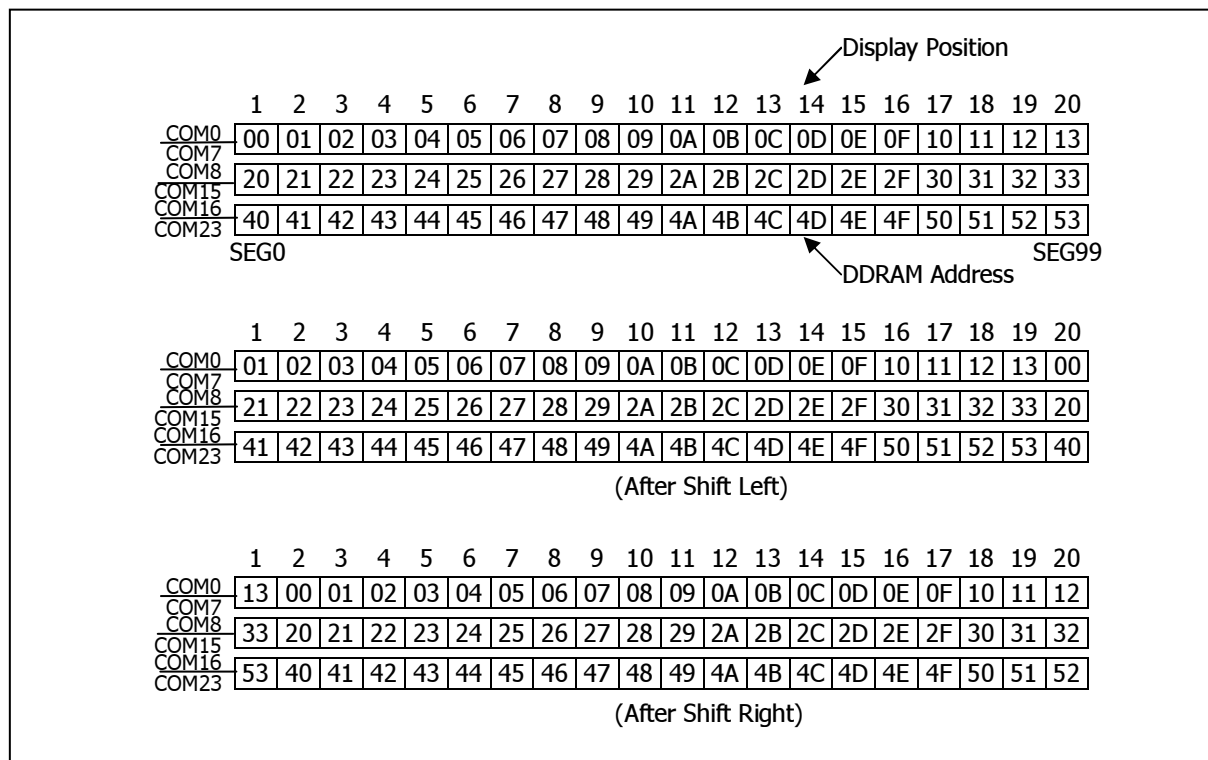 Display Position
1 2 3 4 5 6 7 8 9 10 11 12 13 14 15 16 17 18 19 20
COM0
COM7
00 01 02 03 04 05 06 07 08 09 0A 0B 0C 0D 0E 0F 10 11 12 13
COM8
COM15
20 21 22 23 24 25 26 27 28 29 2A 2B 2C 2D 2E 2F 30 31 32 33
COM16
COM23
40 41 42 43 44 45 46 47 48 49 4A 4B 4C 4D 4E 4F 50 51 52 53
SEG0 SEG99
DDRAM Address
1 2 3 4 5 6 7 8 9 10 11 12 13 14 15 16 17 18 19 20
COM0
COM7
01 02 03 04 05 06 07 08 09 0A 0B 0C 0D 0E 0F 10 11 12 13 00
COM8
COM15
21 22 23 24 25 26 27 28 29 2A 2B 2C 2D 2E 2F 30 31 32 33 20
COM16
COM23
41 42 43 44 45 46 47 48 49 4A 4B 4C 4D 4E 4F 50 51 52 53 40
(After Shift Left)
1 2 3 4 5 6 7 8 9 10 11 12 13 14 15 16 17 18 19 20
COM0
COM7
13 00 01 02 03 04 05 06 07 08 09 0A 0B 0C 0D 0E 0F 10 11 12
COM8
COM15
33 20 21 22 23 24 25 26 27 28 29 2A 2B 2C 2D 2E 2F 30 31 32
COM16
COM23
53 40 41 42 43 44 45 46 47 48 49 4A 4B 4C 4D 4E 4F 50 51 52
(After Shift Right)